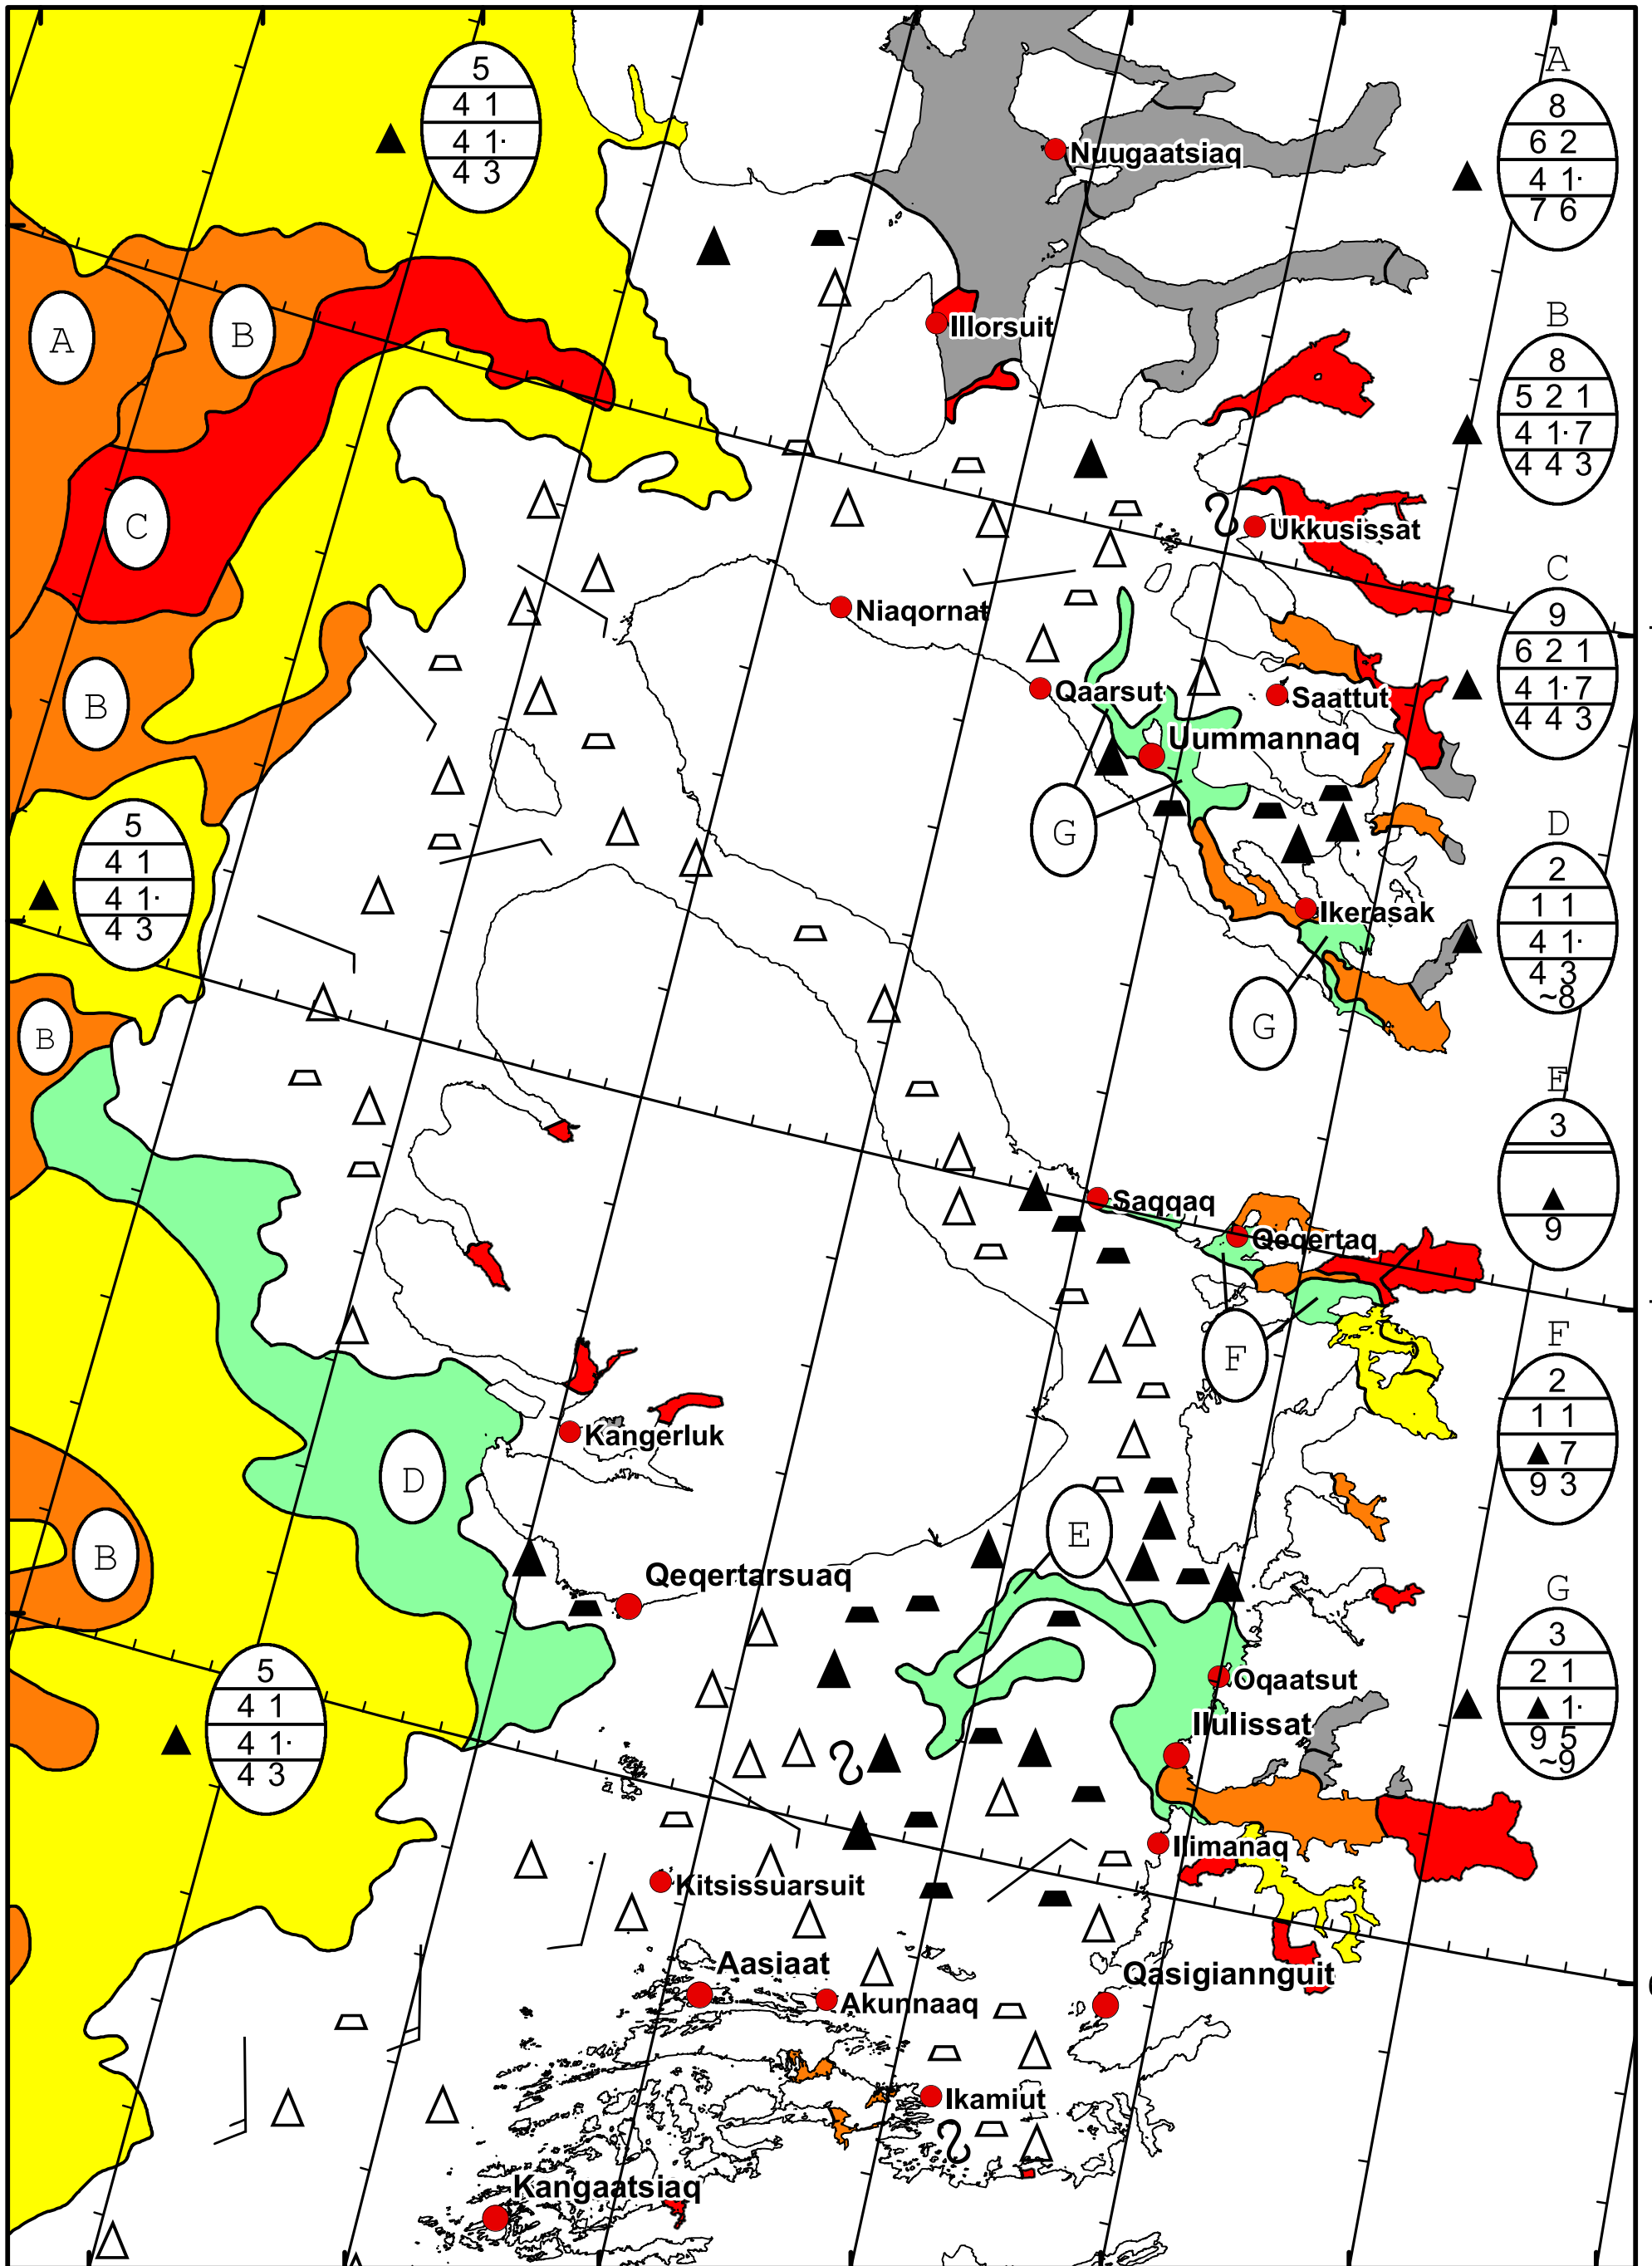 5
4 1
4 1·
4 3
A
8
6 2
4 1·
7 6
Nuugaatsiaq
A
B
Illorsuit
B
8
5 2 1
4 1·7
4 4 3
C
Ukkusissat
C
9
6 2 1
4 1·7
4 4 3
Niaqornat
Qaarsut
Saattut
B
Uummannaq
G
5
4 1
4 1·
4 3
D
2
1 1
4 1·
4 3
~8
Ikerasak
G
B
E
3
9
Saqqaq
Qeqertaq
F
F
2
1 1
▲ 7
9 3
Kangerluk
D
B
E
Qeqertarsuaq
G
3
2 1
▲ 1·
9 5
~9
5
4 1
4 1·
4 3
Oqaatsut
Ilulissat
Ilimanaq
Kitsissuarsuit
Aasiaat
Akunnaaq
Qasigiannguit
Ikamiut
Kangaatsiaq